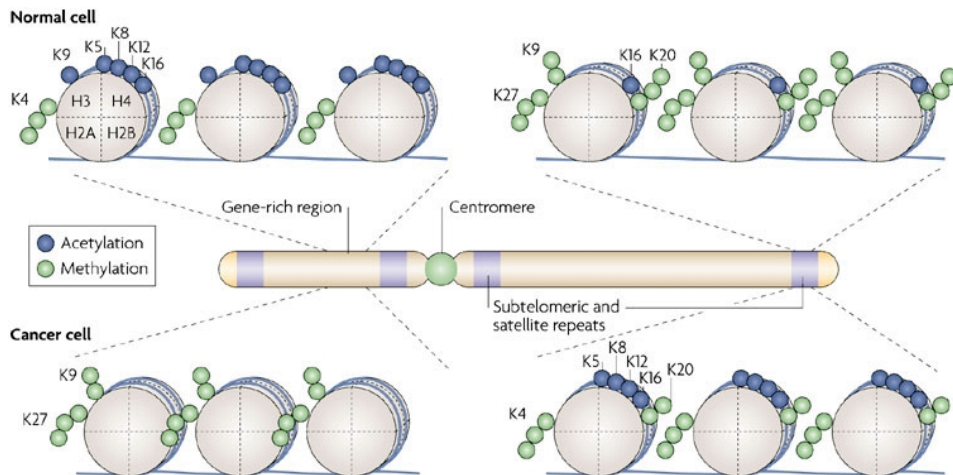 Normal cell
K9
K5
K8
K12
K16
K4
H3
H4
H2A
H2B
K9
K16
K20
K27
Gene-rich region
Centromere
Acetylation
Methylation
Subtelomeric and
satellite repeats
Cancer cell
K9
K27
K5
K8
K12
K16
K20
K4